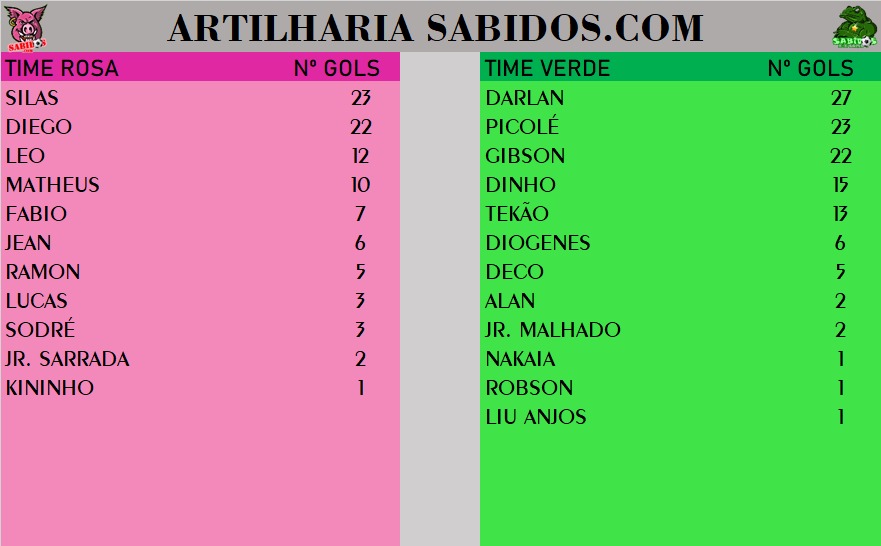 ARTILHARIA SABIDOS.COM
SABIDOS
SABIDOS
TIME ROSA Nº GOLS
SILAS 23
DIEGO 22
LEO 12
MATHEUS 10
FABIO 7
JEAN 6
RAMON 5
LUCAS 3
SODRÉ 3
JR. SARRADA 2
KININHO 1
TIME VERDE Nº GOLS
DARLAN 27
PICOLÉ 23
GIBSON 22
DINHO 15
TEKÃO 13
DIOGENES 6
DECO 5
ALAN 2
JR. MALHADO 2
NAKAIA 1
ROBSON 1
LIU ANJOS 1